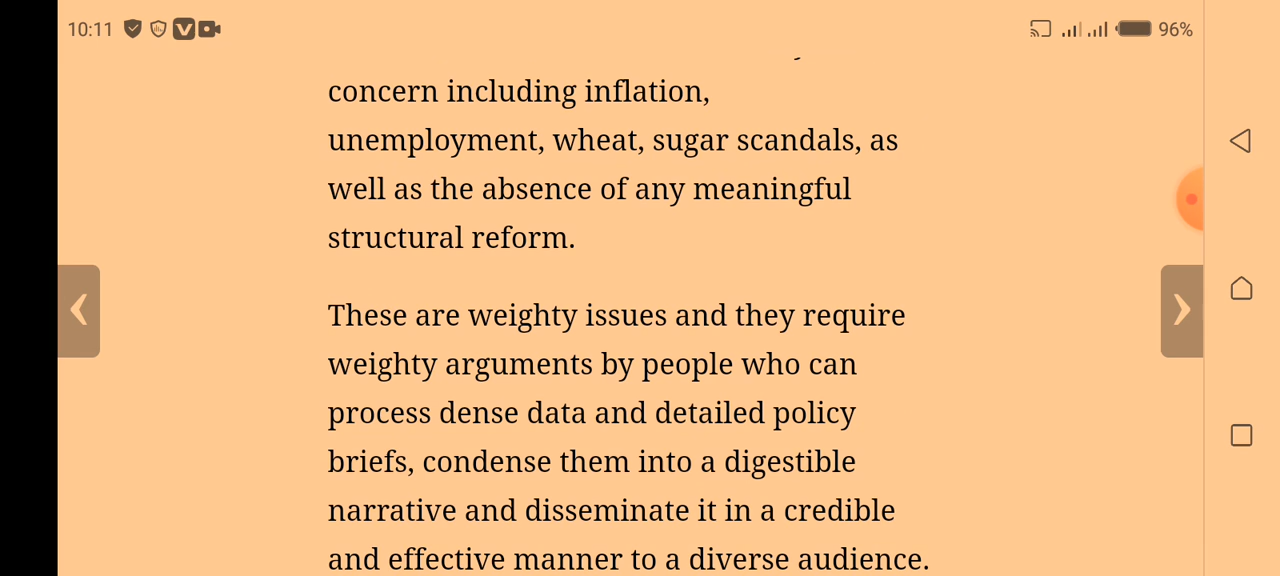 10:11
96%
concern including inflation,
unemployment, wheat, sugar scandals, as
well as the absence of any meaningful
structural reform.
These are weighty issues and they require
weighty arguments by people who can
process dense data and detailed policy
briefs, condense them into a digestible
narrative and disseminate it in a credible
and effective manner to a diverse audience.